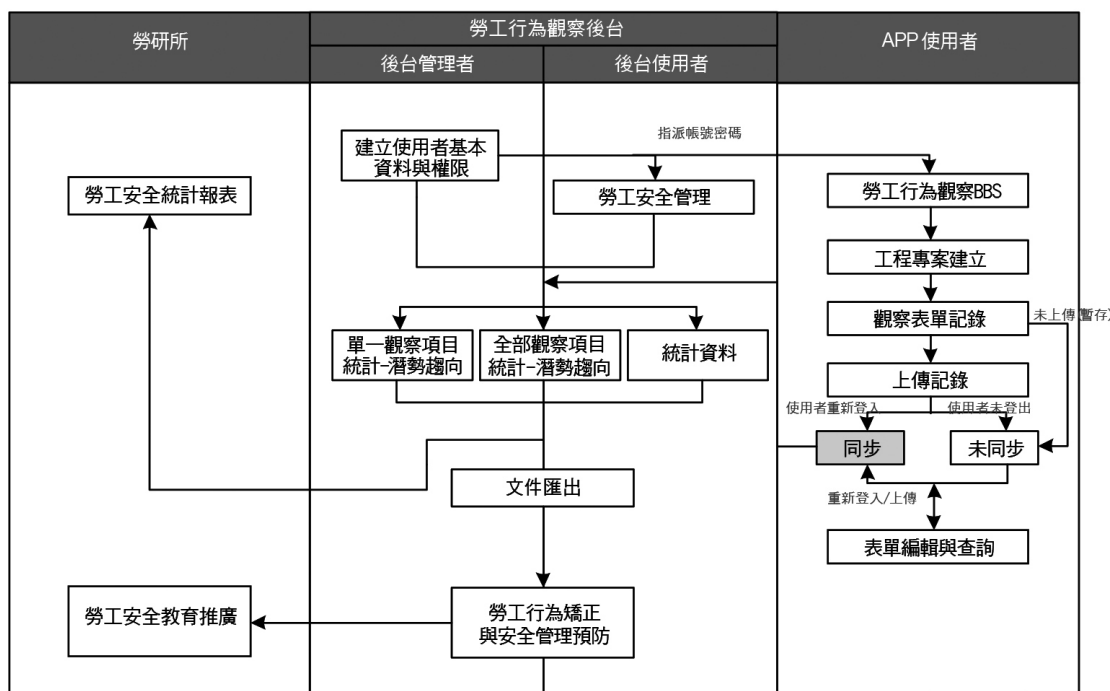 勞研所
勞工行為觀察後台
APP 使用者
後台管理者
後台使用者
指派帳號密碼
建立使用者基本
資料與權限
勞工安全統計報表
勞工安全管理
勞工行為觀察BBS
工程專案建立
觀察表單記錄
未上傳(暫存)
單一觀察項目
統計-潛勢趨向
全部觀察項目
統計-潛勢趨向
統計資料
上傳記錄
使用者重新登入
使用者未登出
同步
未同步
文件匯出
重新登入/上傳
表單編輯與查詢
勞工安全教育推廣
勞工行為矯正
與安全管理預防